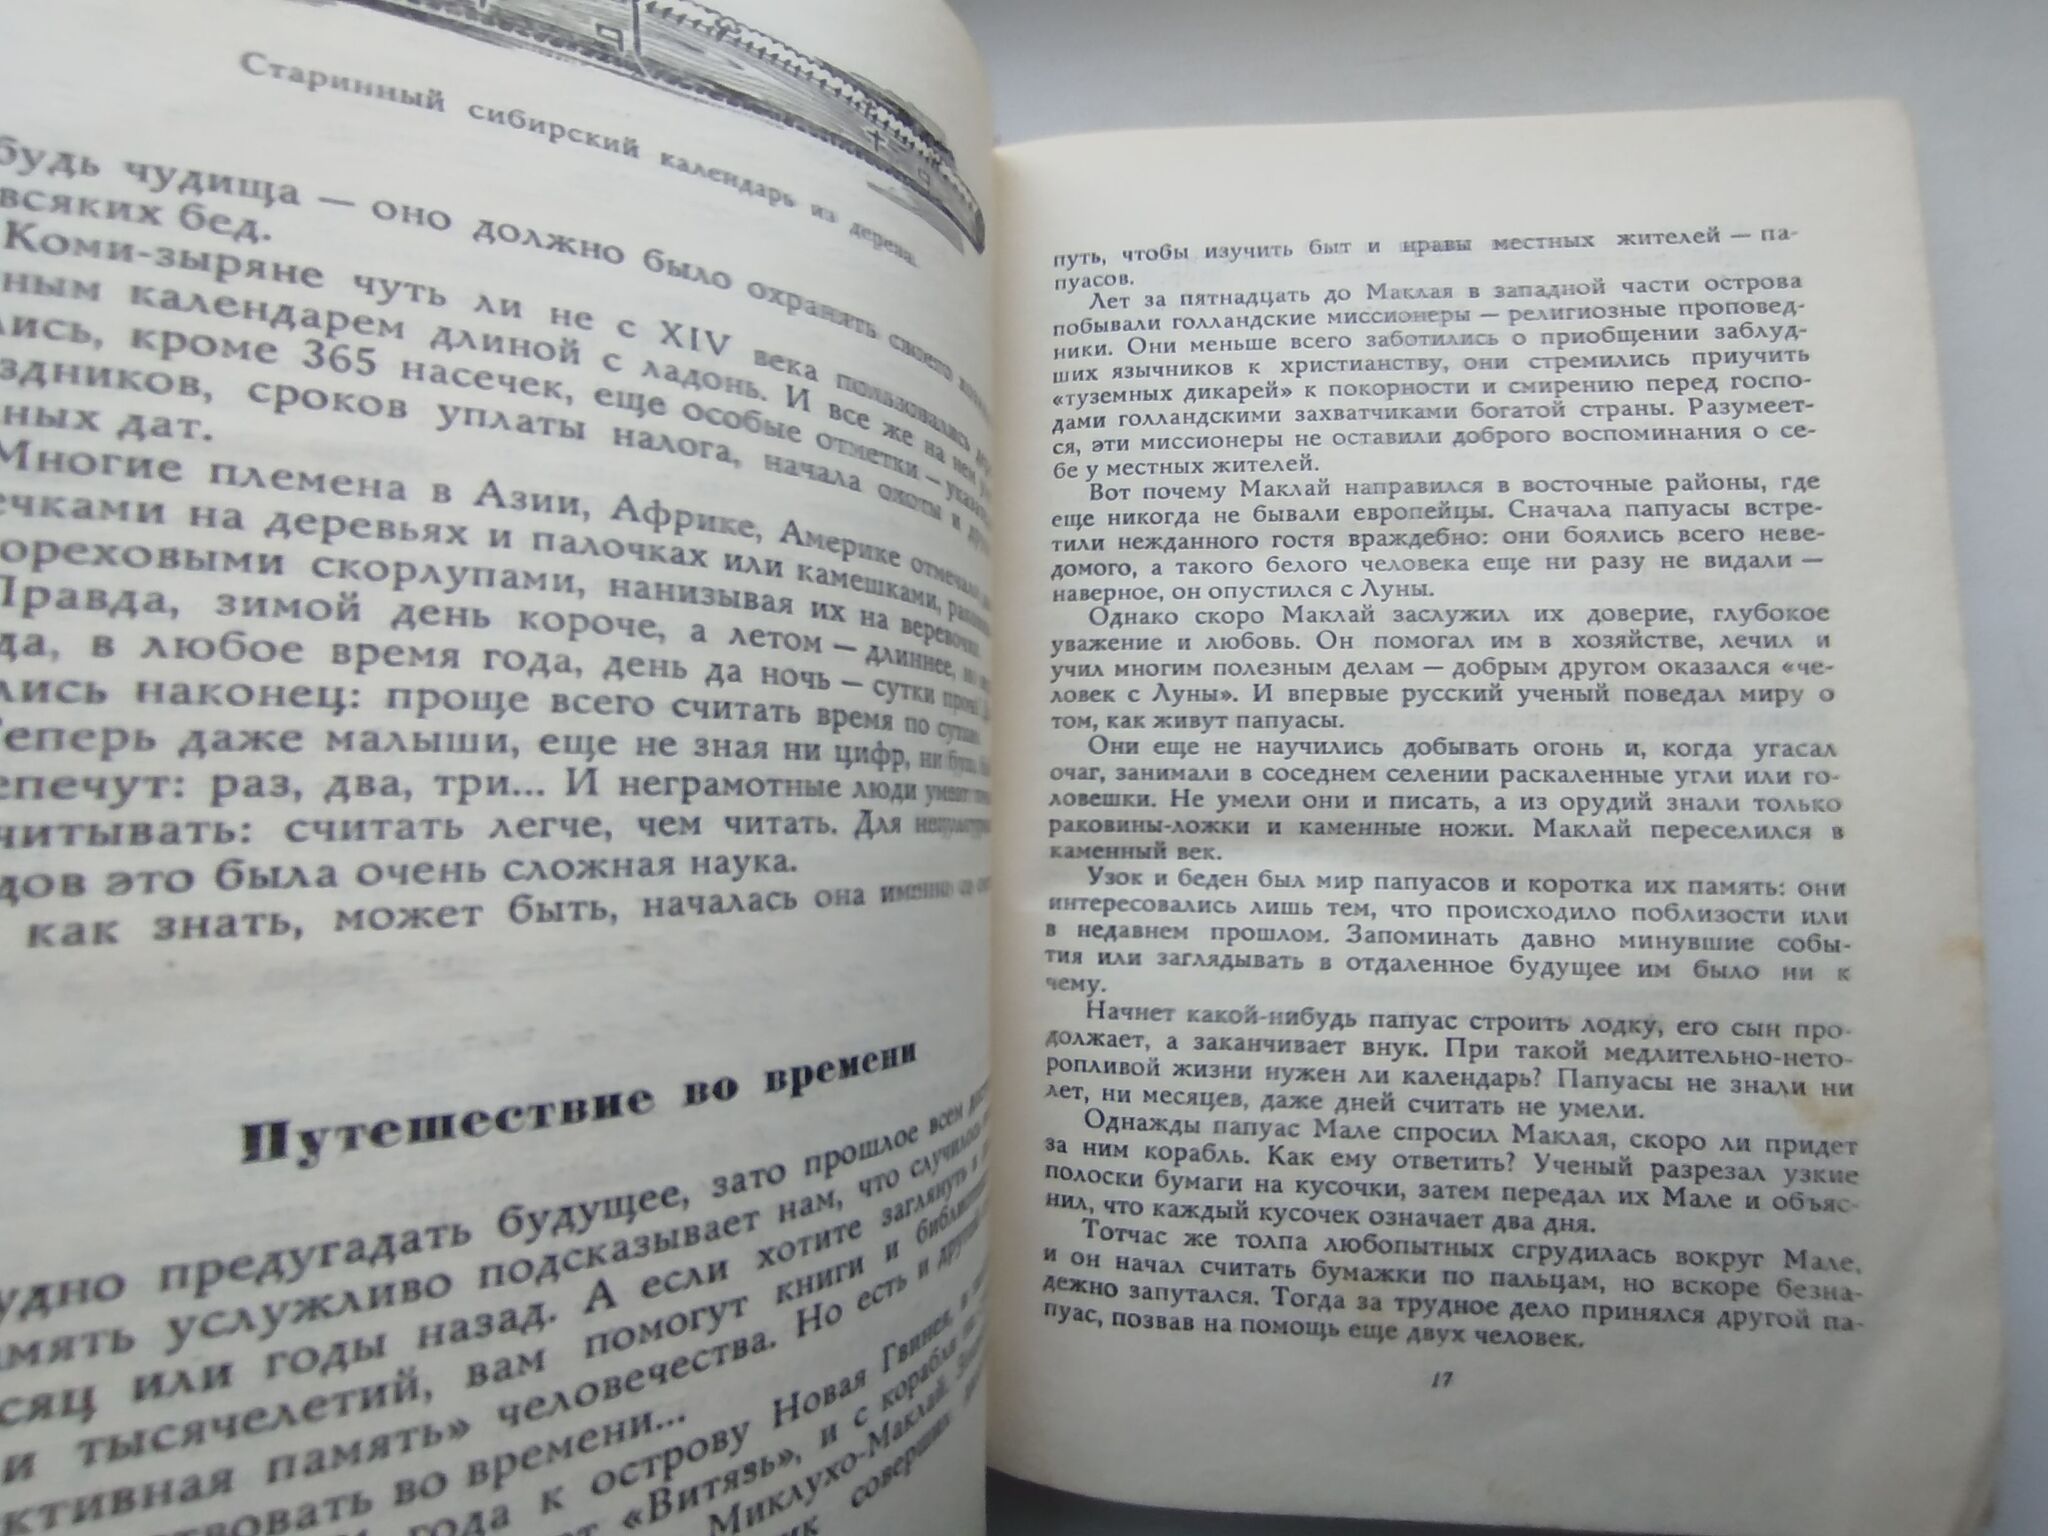 Старинный сибирский календарь из дерева.
будь чудища — оно должно было охранять своего
всяких бед.
Коми-зыряне чуть ли не с XIV века пользовались
ным календарем длиной с ладонь. И все же на нем
лись, кроме 365 насечек, еще особые отметки —
здников, сроков уплаты налога, начала охоты и
ных дат.
Многие племена в Азии, Африке, Америке
ечками на деревьях и палочках или камешками,
ореховыми скорлупами, нанизывая их на веревочки.
Правда, зимой день короче, а летом — длиннее, но
да, в любое время года, день да ночь — сутки
лись наконец: проще всего считать время по суткам.
Теперь даже малыши, еще не зная ни цифр, ни
епечут: раз, два, три... И неграмотные люди умеют
читывать: считать легче, чем читать. Для
дов это была очень сложная наука.
как знать, может быть, началась она именно со
Путешествие во времени
удно предугадать будущее, зато прошлое всем
амять услужливо подсказывает нам, что случилось
сяц или годы назад. А если хотите заглянуть в
и тысячелетий, вам помогут книги и
ективная память» человечества. Но есть и другие
ствовать во времени...
года к острову Новая Гвинея, в
«Витязь», и с корабля
Миклухо-Маклай.
совершил
путь, чтобы изучить быт и нравы местных жителей — па-
пуасов.
Лет за пятнадцать до Маклая в западной части острова
побывали голландские миссионеры — религиозные проповед-
ники. Они меньше всего заботились о приобщении заблуд-
ших язычников к христианству, они стремились приучить
«туземных дикарей» к покорности и смирению перед госпо-
дами голландскими захватчиками богатой страны. Разумеет-
ся, эти миссионеры не оставили доброго воспоминания о се-
бе у местных жителей.
Вот почему Маклай направился в восточные районы, где
еще никогда не бывали европейцы. Сначала папуасы встре-
тили нежданного гостя враждебно: они боялись всего неве-
домого, а такого белого человека еще ни разу не видали —
наверное, он опустился с Луны.
Однако скоро Маклай заслужил их доверие, глубокое
уважение и любовь. Он помогал им в хозяйстве, лечил и
учил многим полезным делам — добрым другом оказался «че-
ловек с Луны». И впервые русский ученый поведал миру о
том, как живут папуасы.
Они еще не научились добывать огонь и, когда угасал
очаг, занимали в соседнем селении раскаленные угли или го-
ловешки. Не умели они и писать, а из орудий знали только
раковины-ложки и каменные ножи. Маклай переселился в
каменный век.
Узок и беден был мир папуасов и коротка их память: они
интересовались лишь тем, что происходило поблизости или
в недавнем прошлом. Запоминать давно минувшие собы-
тия или заглядывать в отдаленное будущее им было ни к
чему.
Начнет какой-нибудь папуас строить лодку, его сын про-
должает, а заканчивает внук. При такой медлительно-нето-
ропливой жизни нужен ли календарь? Папуасы не знали ни
лет, ни месяцев, даже дней считать не умели.
Однажды папуас Мале спросил Маклая, скоро ли придет
за ним корабль. Как ему ответить? Ученый разрезал узкие
полоски бумаги на кусочки, затем передал их Мале и объяс-
нил, что каждый кусочек означает два дня.
Тотчас же толпа любопытных сгрудилась вокруг Мале,
и он начал считать бумажки по пальцам, но вскоре безна-
дежно запутался. Тогда за трудное дело принялся другой па-
пуас, позвав на помощь еще двух человек.
17